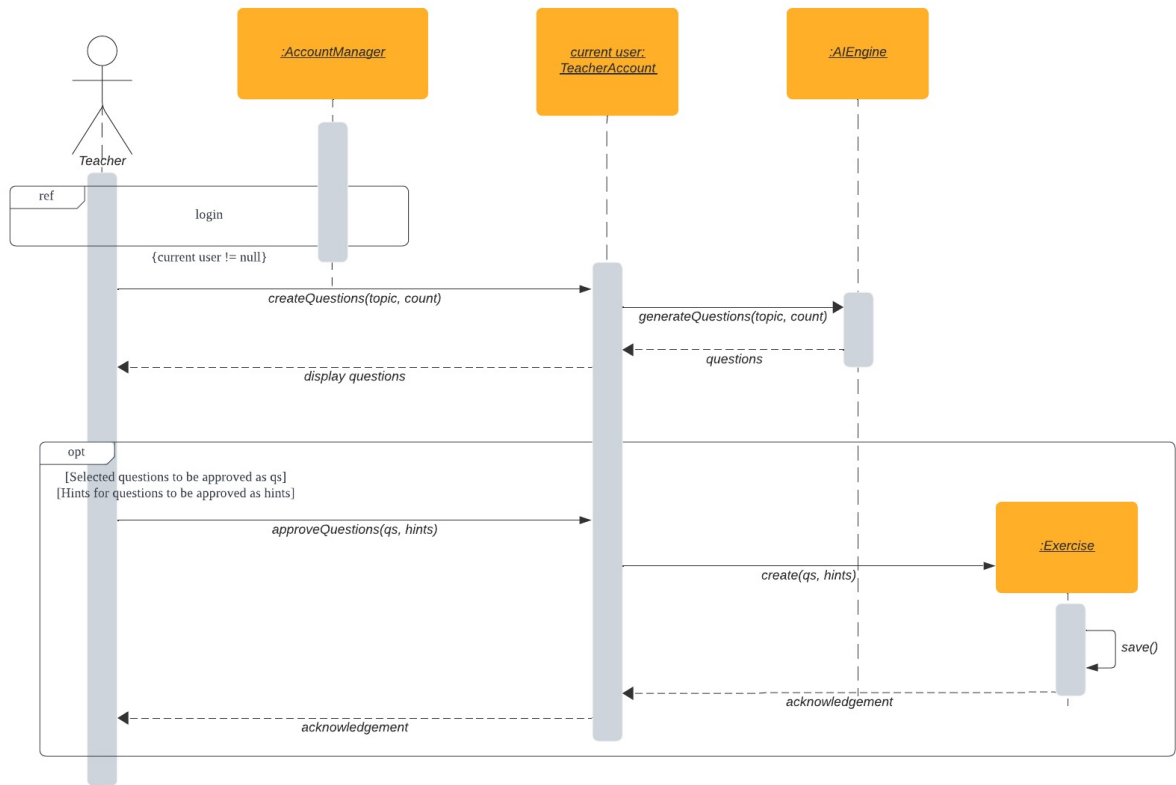 :AccountManager
current user:
TeacherAccount
:AIEngine
Teacher
ref
login
{current user != null}
createQuestions(topic, count)
generateQuestions(topic, count)
questions
display questions
opt
[Selected questions to be approved as qs]
[Hints for questions to be approved as hints]
approveQuestions(qs, hints)
:Exercise
create(qs, hints)
save()
acknowledgement
acknowledgement